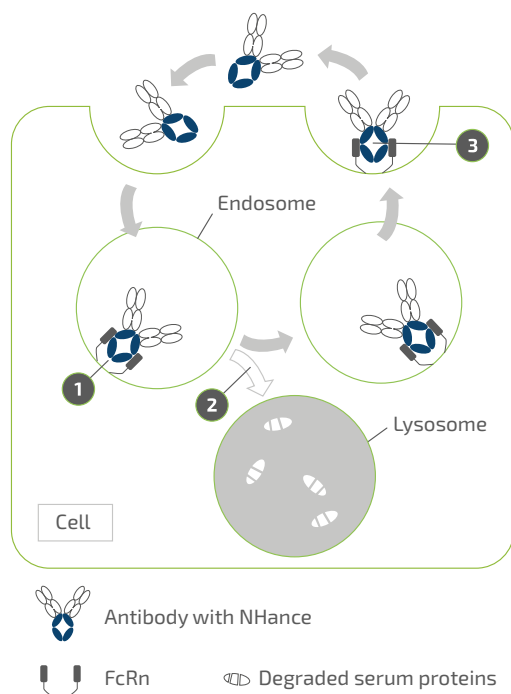 3
Endosome
1
2
Lysosome
Cell
Antibody with NHance
FcRn
Degraded serum proteins